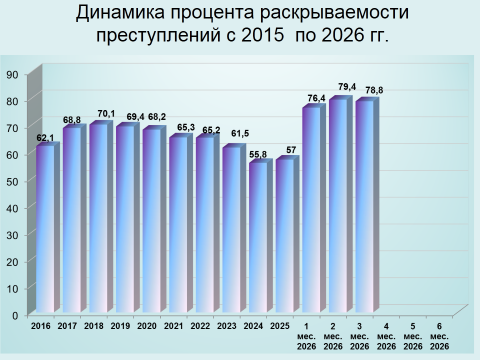 Динамика процента раскрываемости
преступлений с 2015  по 2026 гг.
90
80
70
60
50
40
30
20
10
0
62,1
68,8
70,1
69,4
68,2
65,3
65,2
61,5
55,8
57
76,4
79,4
78,8
2016 2017 2018 2019 2020 2021 2022 2023 2024 2025
1 мес. 2026
2 мес. 2026
3 мес. 2026
4 мес. 2026
5 мес. 2026
6 мес. 2026